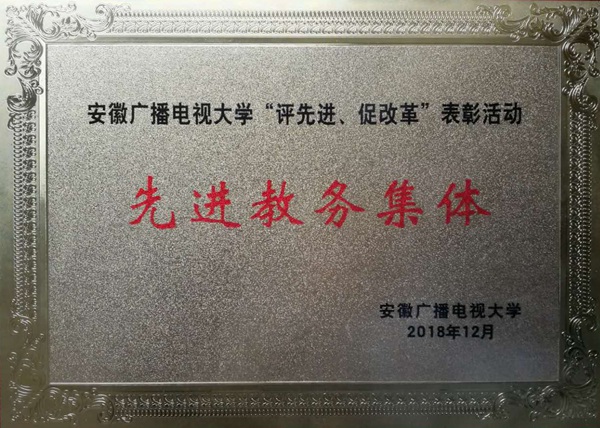 安徽广播电视大学“评先进、促改革”表彰活动
先进教务集体
安徽广播电视大学
2018年12月